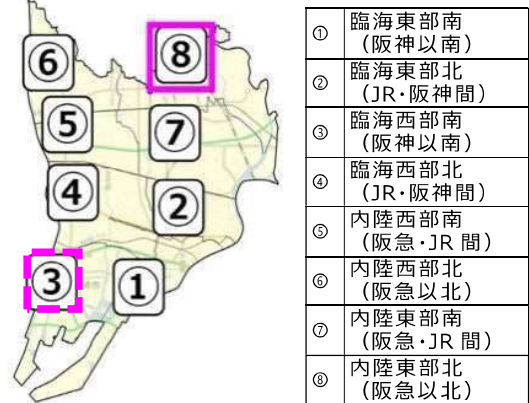 ⑧
⑥
⑤
⑦
④
②
③
①
① 臨海東部南
（阪神以南）
② 臨海東部北
（JR・阪神間）
③ 臨海西部南
（阪神以南）
④ 臨海西部北
（JR・阪神間）
⑤ 内陸西部南
（阪急・JR 間）
⑥ 内陸西部北
（阪急以北）
⑦ 内陸東部南
（阪急・JR 間）
⑧ 内陸東部北
（阪急以北）